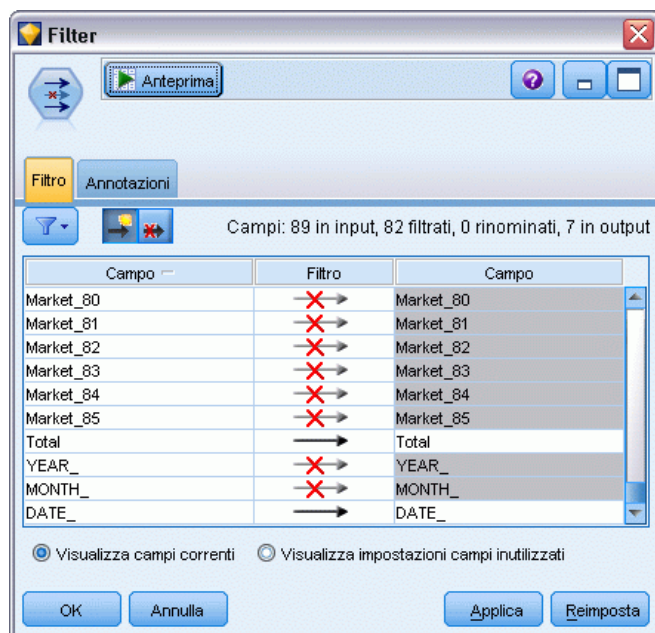 Filter
Anteprima
Filtro Annotazioni
Campi: 89 in input, 82 filtrati, 0 rinominati, 7 in output
Campo Filtro Campo
Market_80 Market_80
Market_81 Market_81
Market_82 Market_82
Market_83 Market_83
Market_84 Market_84
Market_85 Market_85
Total Total
YEAR_ YEAR_
MONTH_ MONTH_
DATE_ DATE_
Visualizza campi correnti Visualizza impostazioni campi inutilizzati
OK Annulla Applica Reimposta